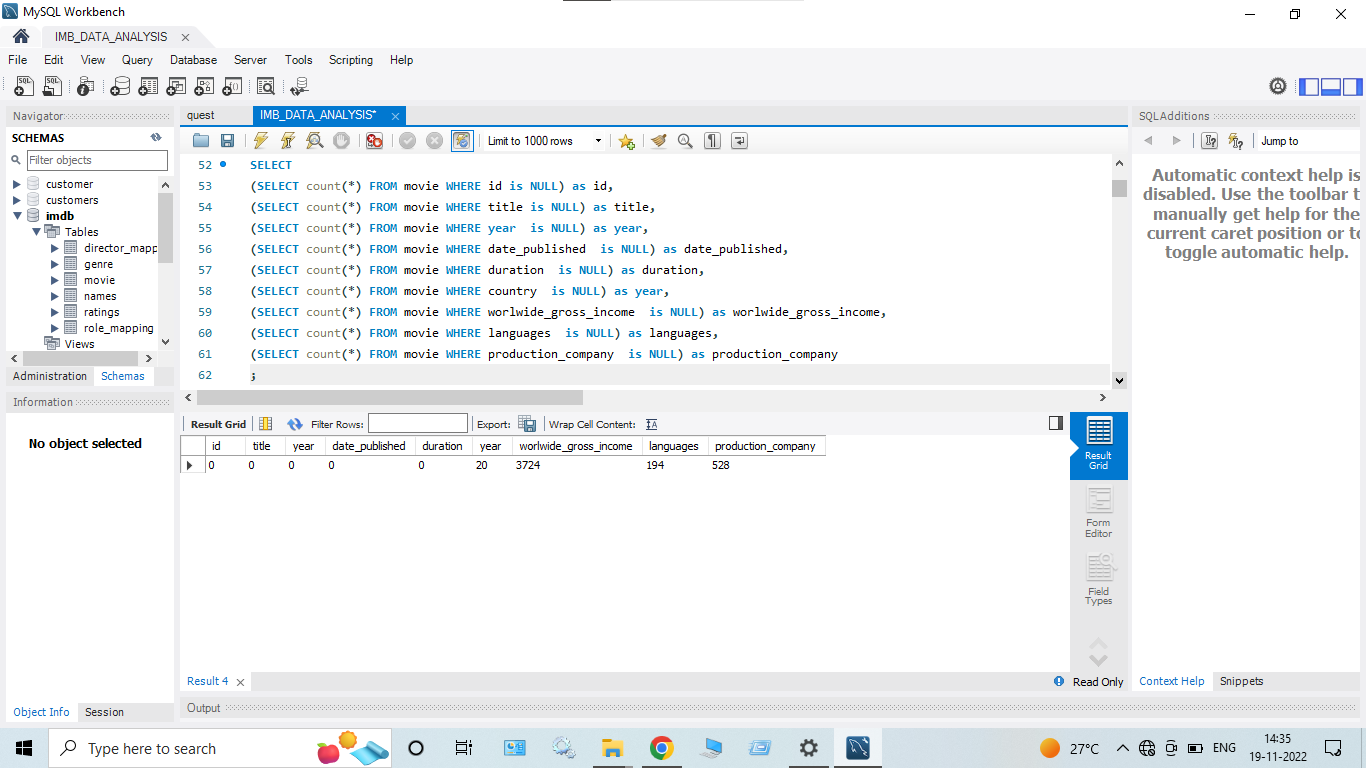 MySQL Workbench
IMB_DATA_ANALYSIS
File Edit View Query Database Server Tools Scripting Help
Navigator
SCHEMAS
Filter objects
customer
customers
imdb
Tables
director_mapp
genre
movie
names
ratings
role_mapping
Views
Administration Schemas
Information
No object selected
Object Info Session
quest IMB_DATA_ANALYSIS*
Limit to 1000 rows
52 SELECT
53 (SELECT count(*) FROM movie WHERE id is NULL) as id,
54 (SELECT count(*) FROM movie WHERE title is NULL) as title,
55 (SELECT count(*) FROM movie WHERE year  is NULL) as year,
56 (SELECT count(*) FROM movie WHERE date_published  is NULL) as date_published,
57 (SELECT count(*) FROM movie WHERE duration  is NULL) as duration,
58 (SELECT count(*) FROM movie WHERE country  is NULL) as year,
59 (SELECT count(*) FROM movie WHERE worlwide_gross_income  is NULL) as worlwide_gross_income,
60 (SELECT count(*) FROM movie WHERE languages  is NULL) as languages,
61 (SELECT count(*) FROM movie WHERE production_company  is NULL) as production_company
62 ;
Result Grid Filter Rows: Export: Wrap Cell Content:
id title year date_published duration year worlwide_gross_income languages production_company
0 0 0 0 0 20 3724 194 528
Result
Grid
Form
Editor
Field
Types
Result 4
Read Only
Output
SQLAdditions
Jump to
Automatic context help is
disabled. Use the toolbar t
manually get help for the
current caret position or to
toggle automatic help.
Context Help Snippets
Type here to search
27°C
ENG
14:35
19-11-2022